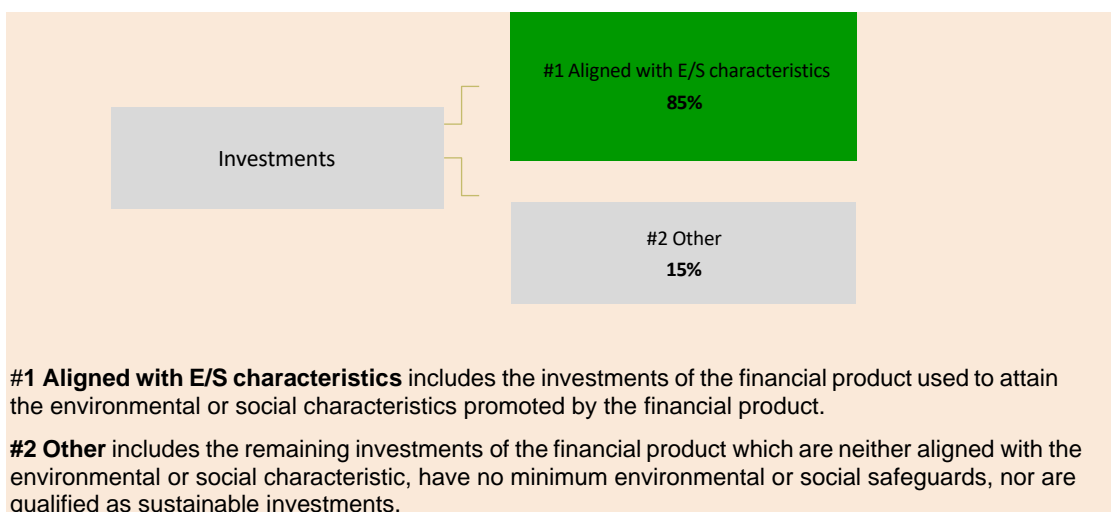 #1 Aligned with E/S characteristics
85%
Investments
#2 Other
15%
#1 Aligned with E/S characteristics includes the investments of the financial product used to attain
the environmental or social characteristics promoted by the financial product.
#2 Other includes the remaining investments of the financial product which are neither aligned with the
environmental or social characteristic, have no minimum environmental or social safeguards, nor are
qualified as sustainable investments.